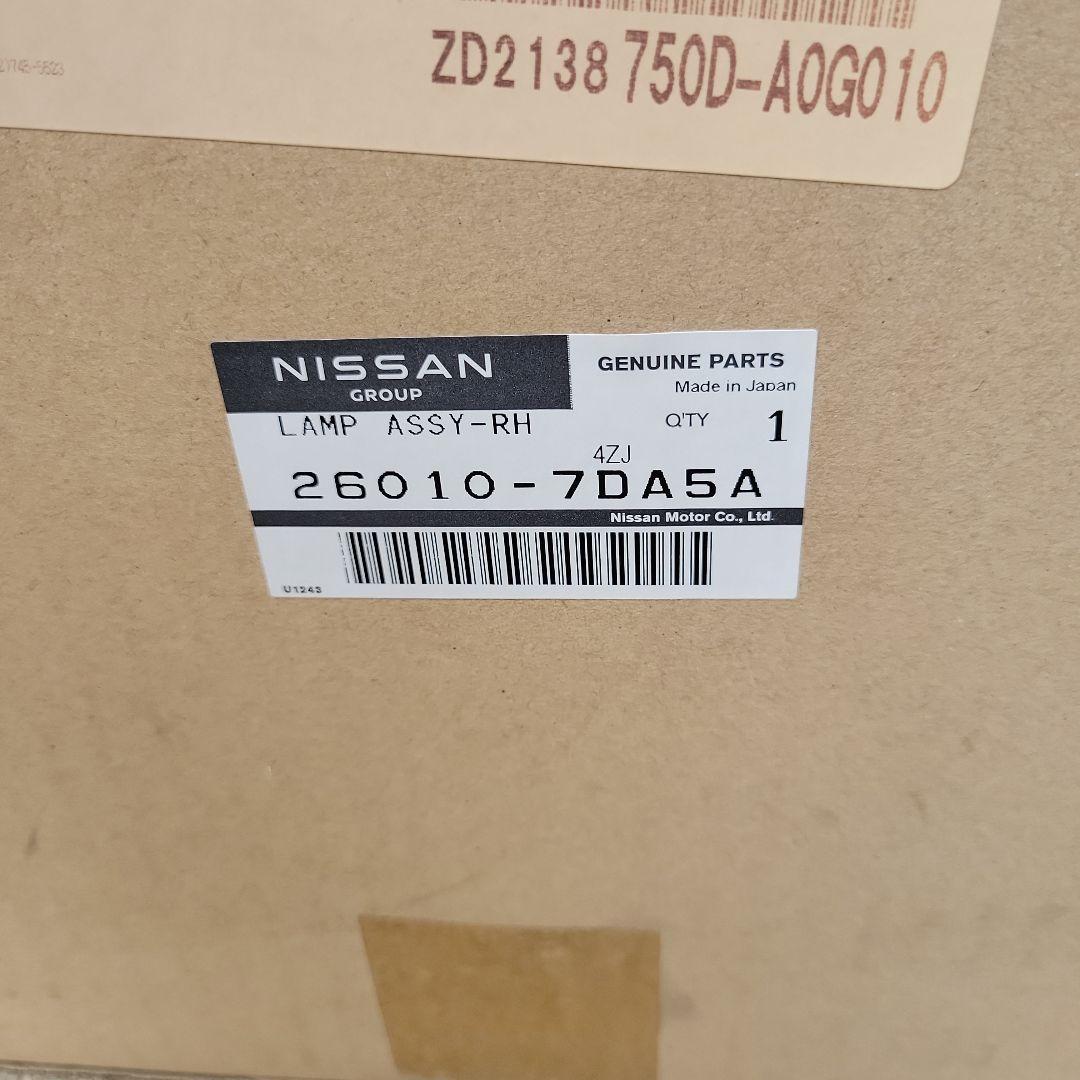 ZD2138 750D-A0G010
NISSAN
GROUP
GENUINE PARTS
Made in Japan
LAMP ASSY-RH
Q'TY 1
4ZJ
26010-7DA5A
Nissan Motor Co., Ltd.
U1243